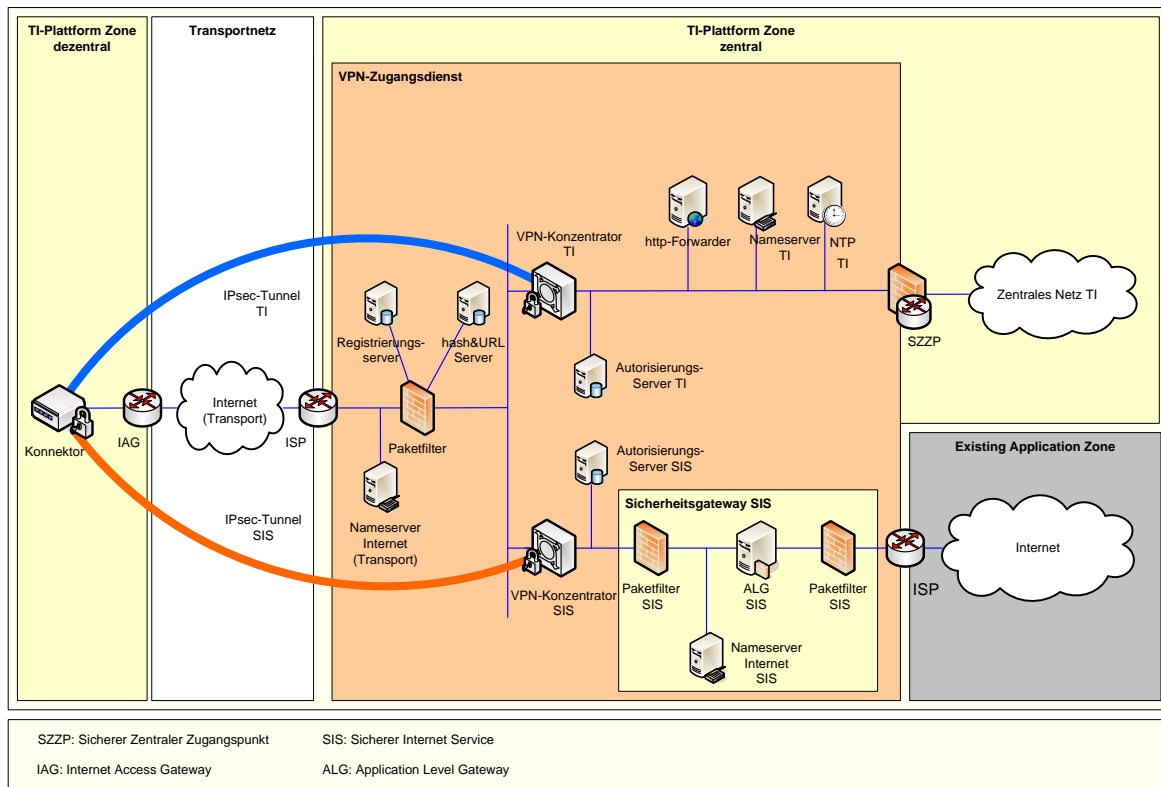 TI-Plattform Zone
dezentral
Transportnetz
TI-Plattform Zone
zentral
VPN-Zugangsdienst
VPN-Konzentrator
TI
http-Forwarder
Nameserver
TI
NTP
TI
IPsec-Tunnel
TI
Registrierungs-
server
hash&URL
Server
Zentrales Netz TI
SZZP
Autorisierungs-
Server TI
Internet
(Transport)
Konnektor
IAG
ISP
Paketfilter
Autorisierungs-
Server SIS
Existing Application Zone
IPsec-Tunnel
SIS
Nameserver
Internet
(Transport)
Sicherheitsgateway SIS
VPN-Konzentrator
SIS
Paketfilter
SIS
ALG
SIS
Paketfilter
SIS
ISP
Internet
Nameserver
Internet
SIS
SZZP: Sicherer Zentraler Zugangspunkt
SIS: Sicherer Internet Service
IAG: Internet Access Gateway
ALG: Application Level Gateway